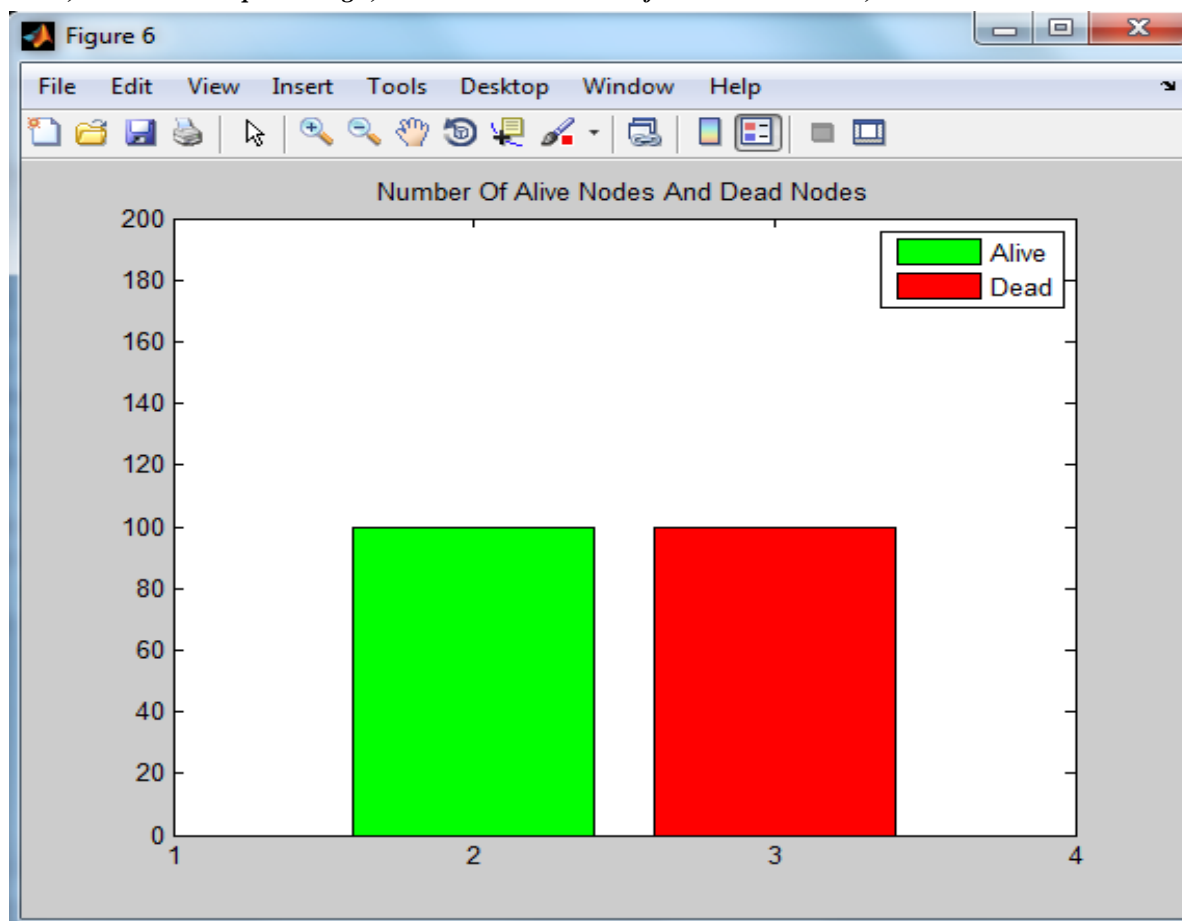 Figure 6
File Edit View Insert Tools Desktop Window Help
Number Of Alive Nodes And Dead Nodes
200
180
160
140
120
100
80
60
40
20
0
1 2 3 4
Alive
Dead